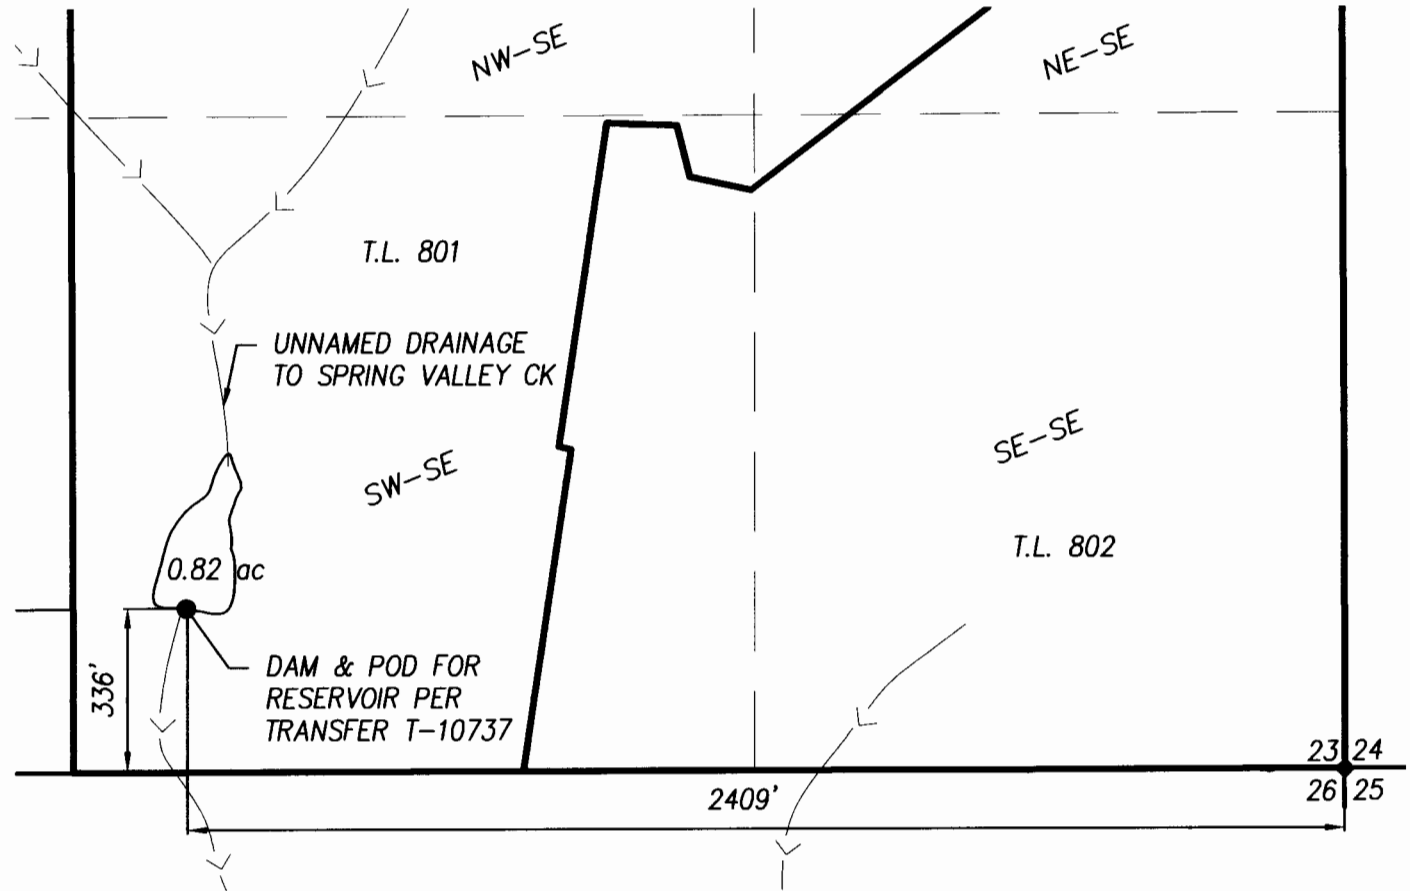 NW-SE
NE-SE
T.L. 801
UNNAMED DRAINAGE
TO SPRING VALLEY CK
SW-SE
SE-SE
T.L. 802
0.82 ac
336'
DAM & POD FOR
RESERVOIR PER
TRANSFER T-10737
23 24
26 25
2409'